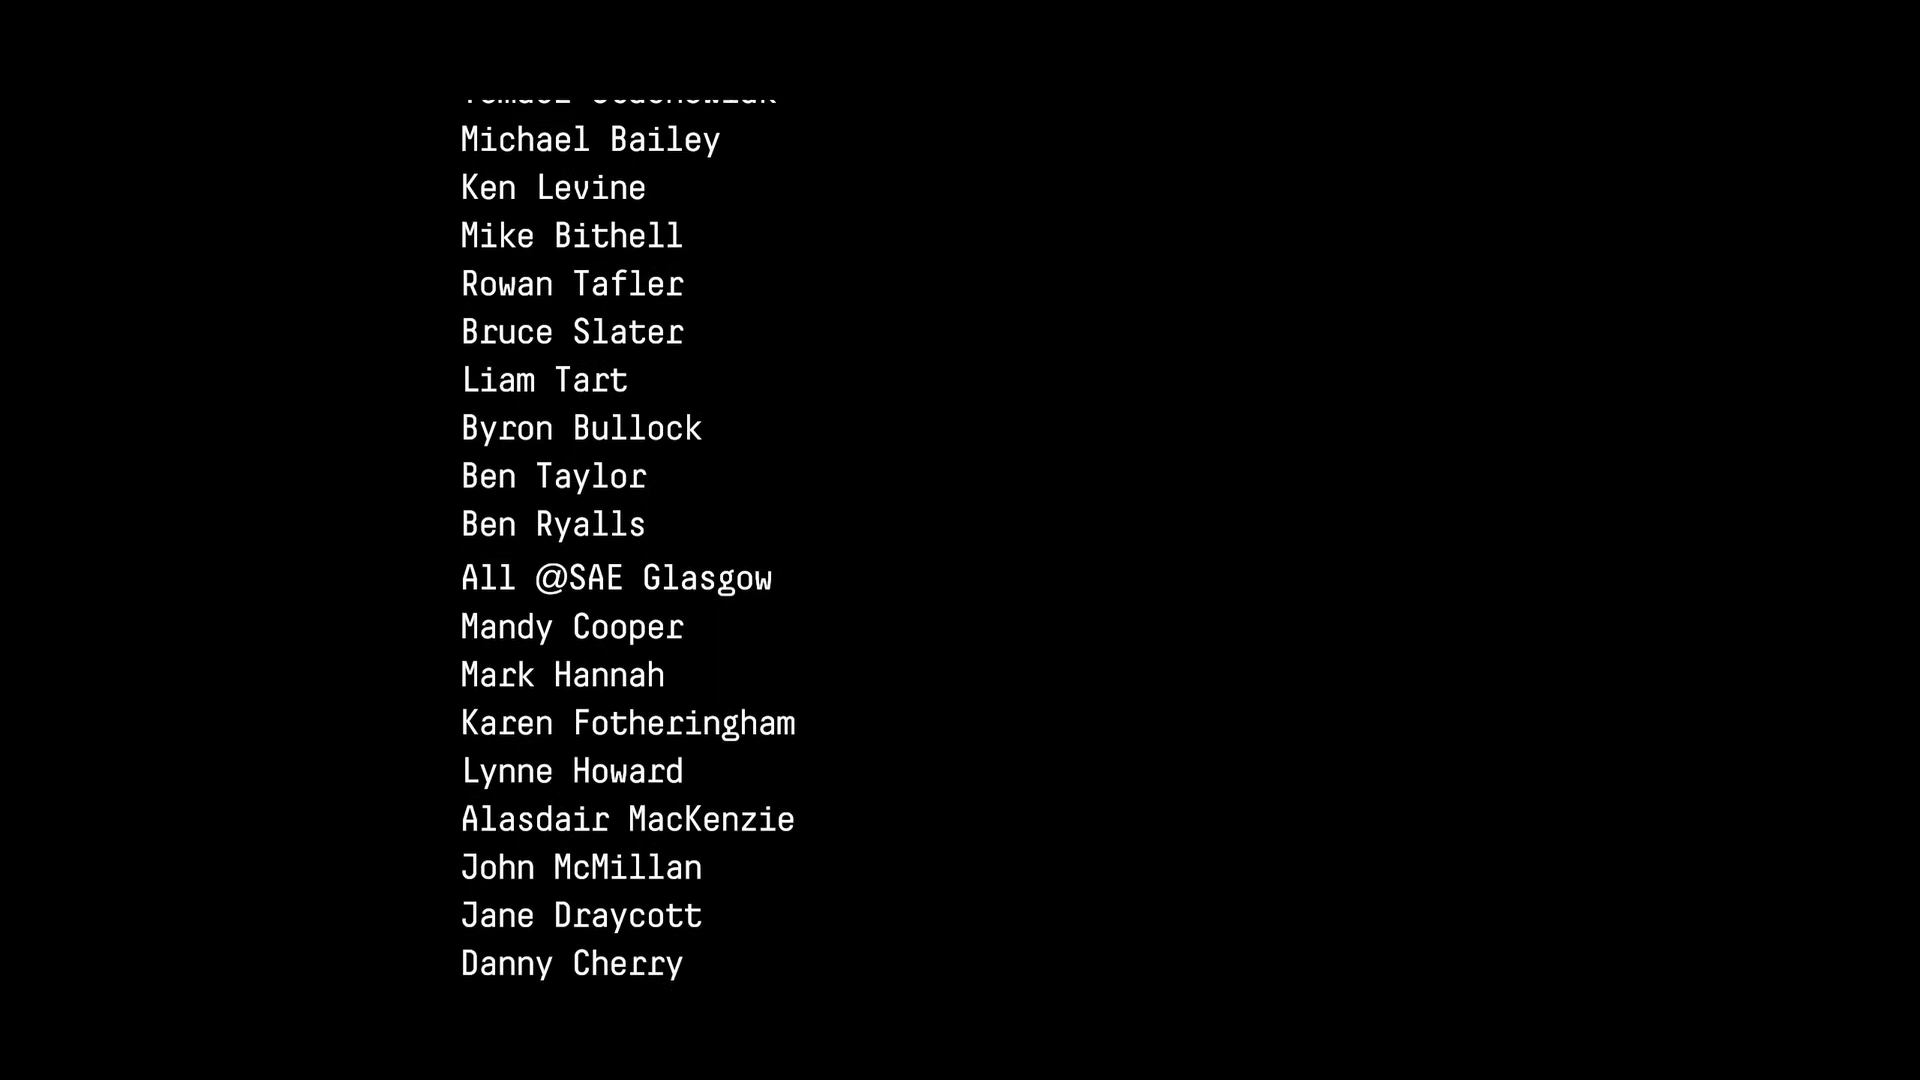 Michael Bailey
Ken Levine
Mike Bithell
Rowan Tafler
Bruce Slater
Liam Tart
Byron Bullock
Ben Taylor
Ben Ryalls
All @SAE Glasgow
Mandy Cooper
Mark Hannah
Karen Fotheringham
Lynne Howard
Alasdair MacKenzie
John McMillan
Jane Draycott
Danny Cherry